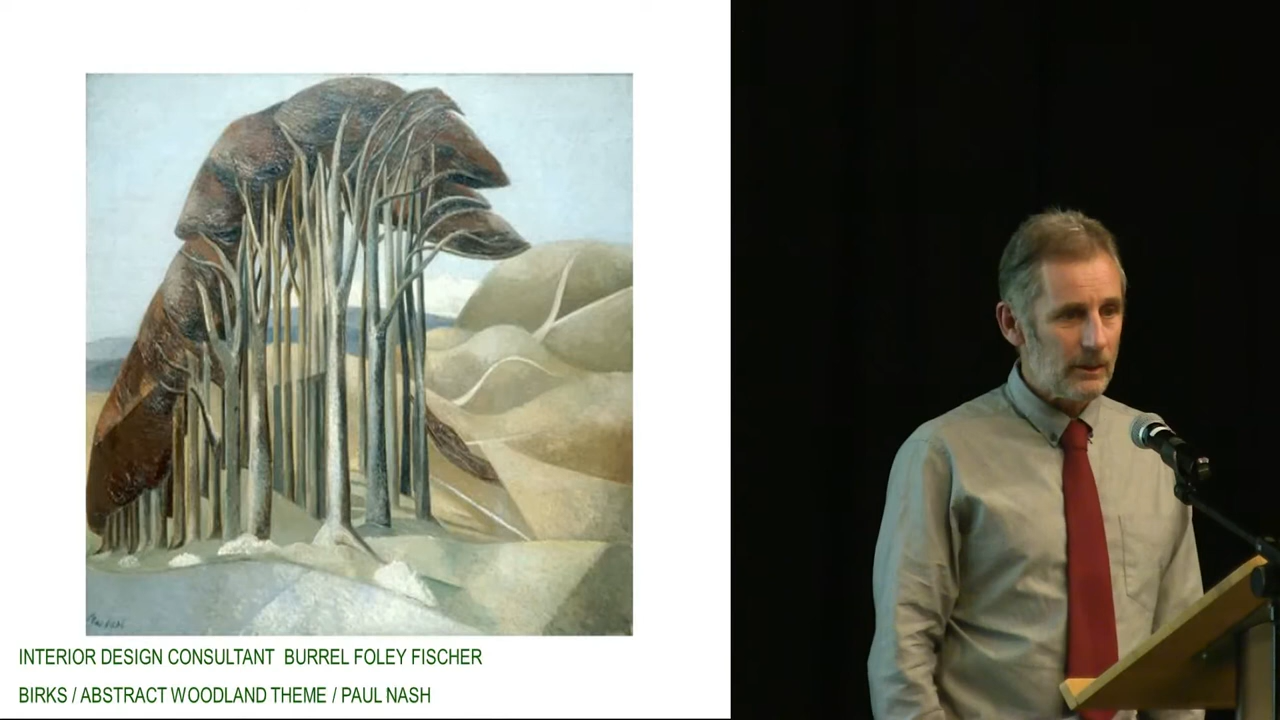 INTERIOR DESIGN CONSULTANT  BURREL FOLEY FISCHER
BIRKS / ABSTRACT WOODLAND THEME / PAUL NASH